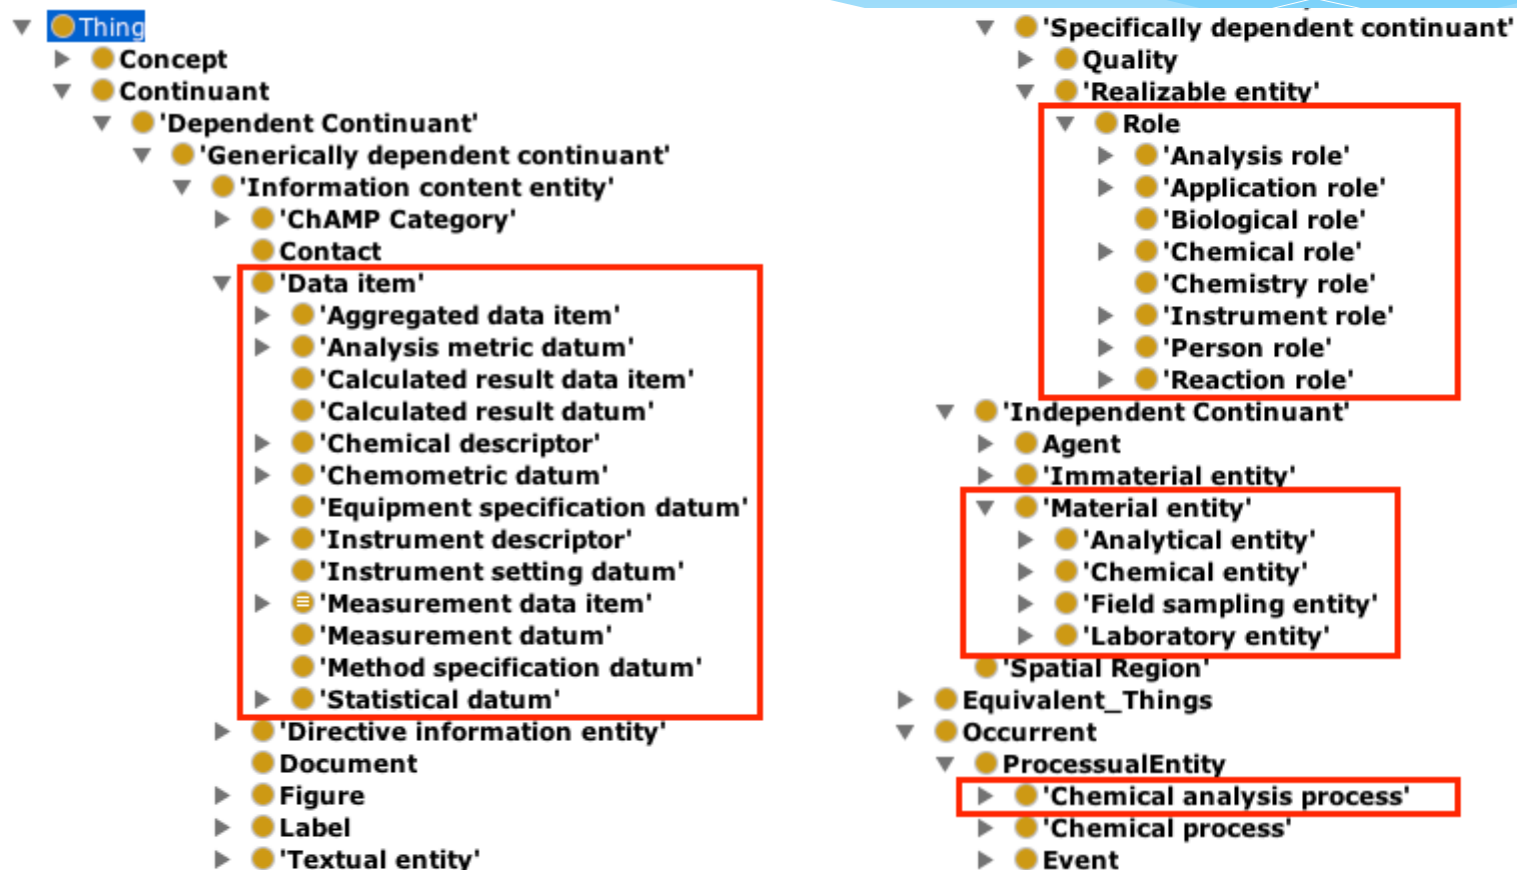 Thing
Concept
Continuant
'Dependent Continuant'
'Generically dependent continuant'
'Information content entity'
'ChAMP Category'
Contact
'Data item'
'Aggregated data item'
'Analysis metric datum'
'Calculated result data item'
'Calculated result datum'
'Chemical descriptor'
'Chemometric datum'
'Equipment specification datum'
'Instrument descriptor'
'Instrument setting datum'
'Measurement data item'
'Measurement datum'
'Method specification datum'
'Statistical datum'
'Directive information entity'
Document
Figure
Label
'Textual entity'
'Specifically dependent continuant'
Quality
'Realizable entity'
Role
'Analysis role'
'Application role'
'Biological role'
'Chemical role'
'Chemistry role'
'Instrument role'
'Person role'
'Reaction role'
'Independent Continuant'
Agent
'Immaterial entity'
'Material entity'
'Analytical entity'
'Chemical entity'
'Field sampling entity'
'Laboratory entity'
'Spatial Region'
Equivalent_Things
Occurrent
ProcessualEntity
'Chemical analysis process'
'Chemical process'
Event